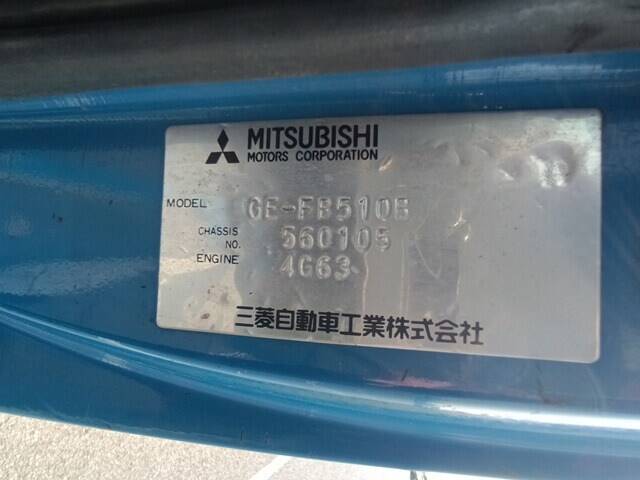 MITSUBISHI
MOTORS CORPORATION
MODEL GE-FB510B
CHASSIS NO. 560105
ENGINE 4G63
三菱自動車工業株式会社